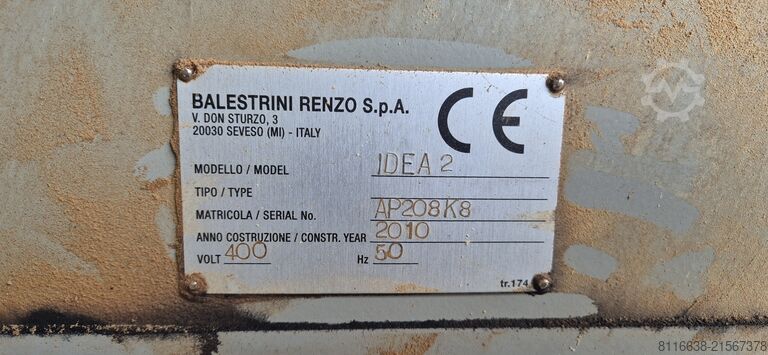 BALESTRINI RENZO S.p.A.
V. DON STURZO, 3
20030 SEVESO (MI) - ITALY
CE
MODELLO / MODEL IDEA 2
TIPO / TYPE
MATRICOLA / SERIAL No. AP208K8
ANNO COSTRUZIONE / CONSTR. YEAR 2010
VOLT 400 Hz 50
tr.174
8116638-21567378